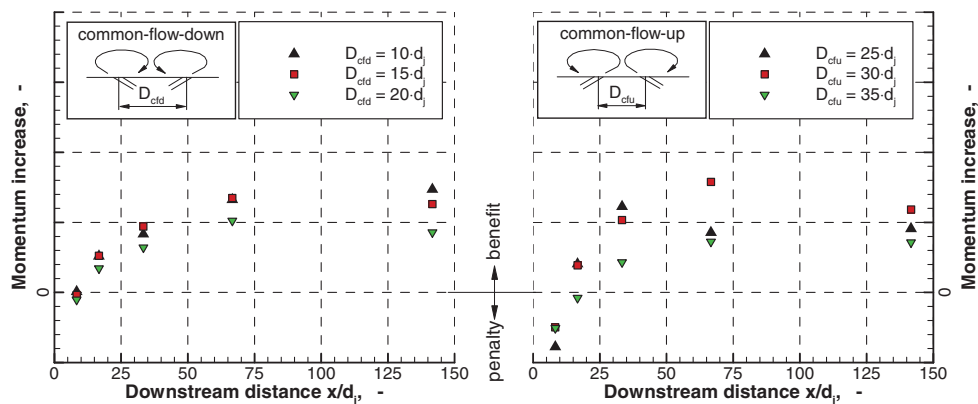 common-flow-down
D_cfd
D_cfd = 10·d_j
D_cfd = 15·d_j
D_cfd = 20·d_j
Momentum increase, -
0
0 25 50 75 100 125 150
Downstream distance x/d_j, -
benefit
penalty
common-flow-up
D_cfu
D_cfu = 25·d_j
D_cfu = 30·d_j
D_cfu = 35·d_j
0 25 50 75 100 125 150
Downstream distance x/d_j, -
0
Momentum increase, -